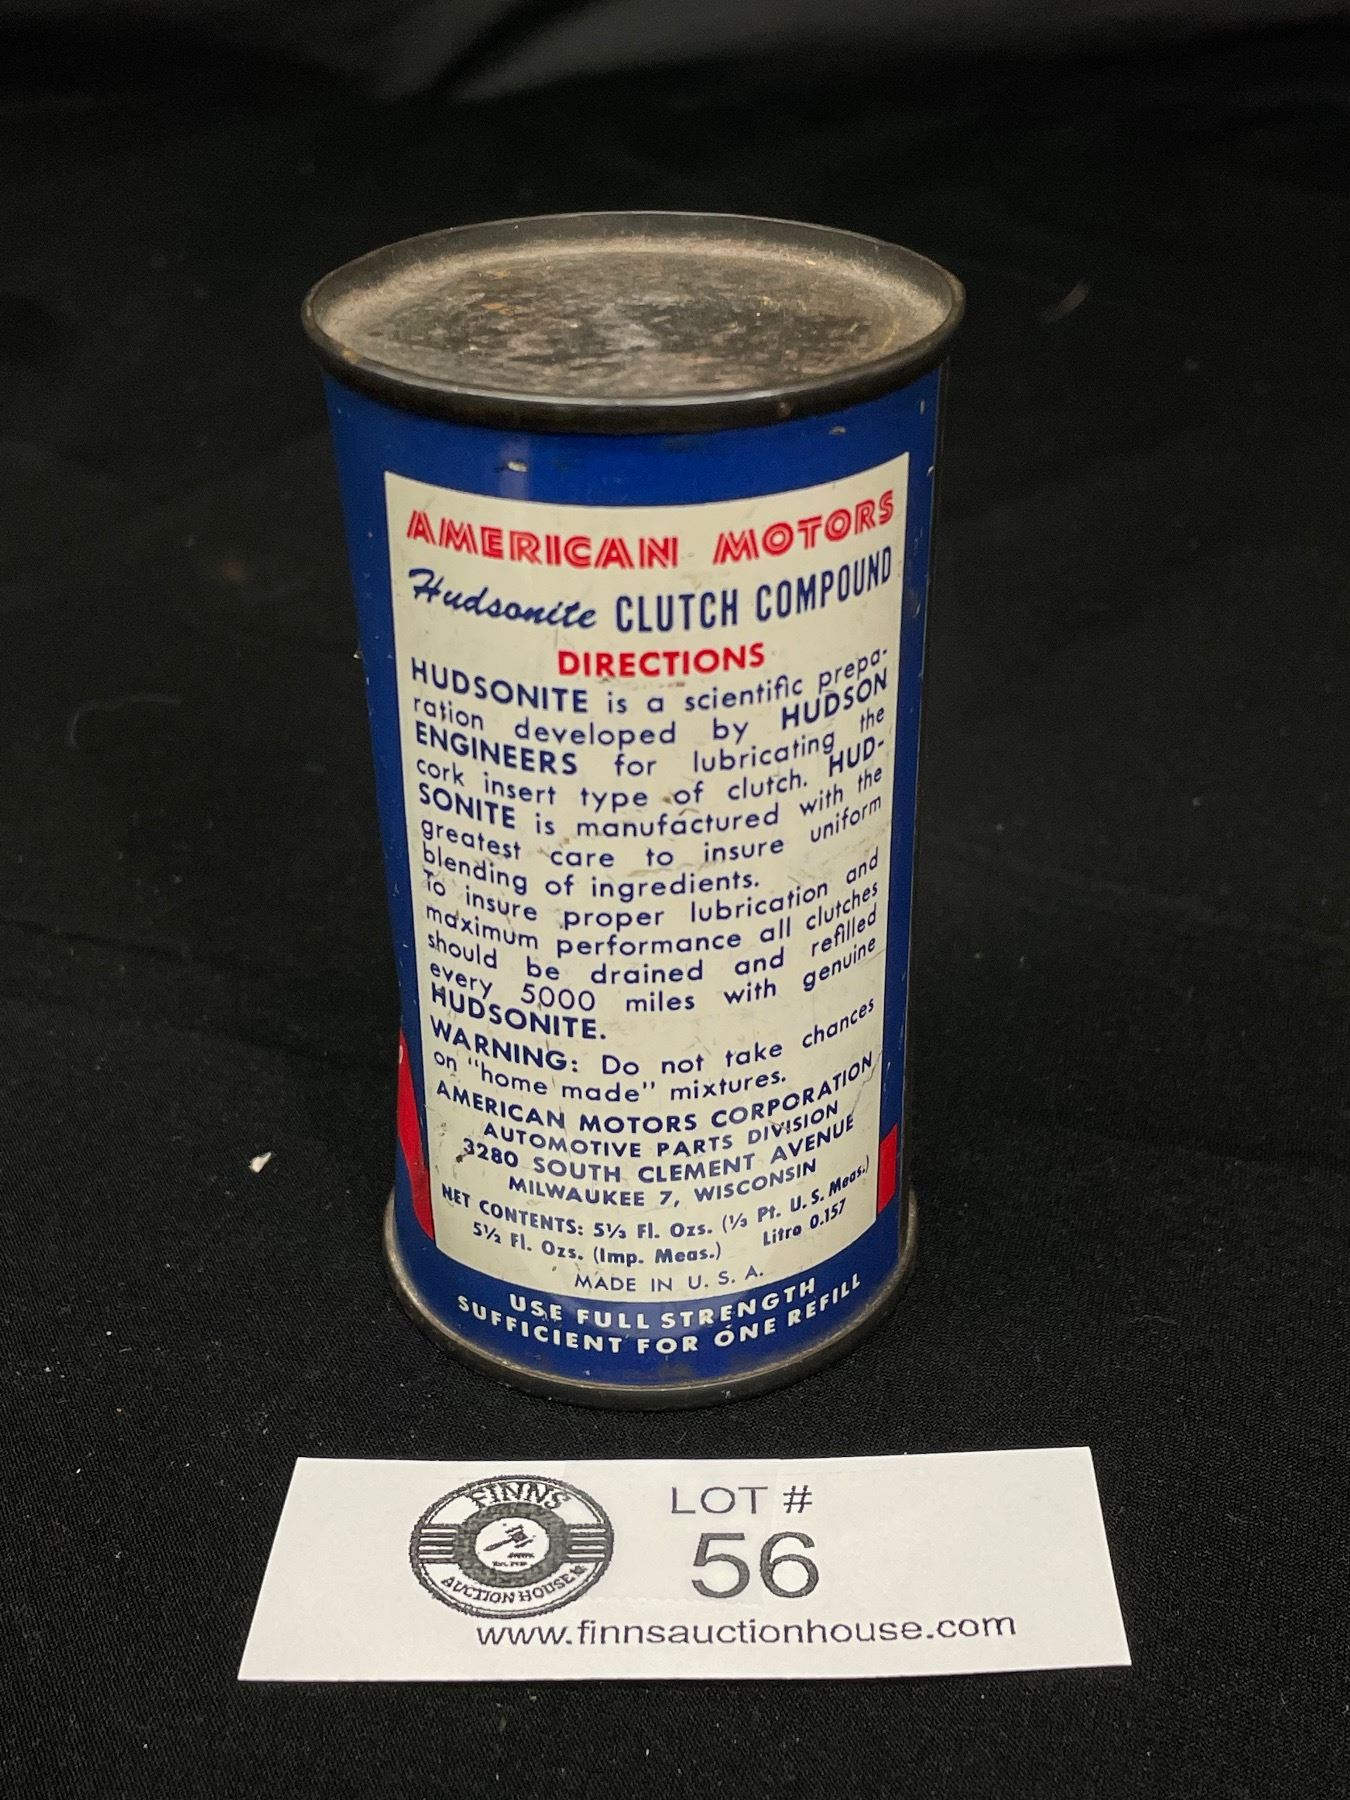 AMERICAN MOTORS
Hudsonite CLUTCH COMPOUND
DIRECTIONS
HUDSONITE is a scientific prepa-
ration developed by HUDSON
ENGINEERS for lubricating the
cork insert type of clutch. HUD-
SONITE is manufactured with the
greatest care to insure uniform
blending of ingredients.
To insure proper lubrication and
maximum performance all clutches
should be drained and refilled
every 5000 miles with genuine
HUDSONITE.
WARNING: Do not take chances
on "home made" mixtures.
AMERICAN MOTORS CORPORATION
AUTOMOTIVE PARTS DIVISION
3280 SOUTH CLEMENT AVENUE
MILWAUKEE 7, WISCONSIN
NET CONTENTS: 5⅓ Fl. Ozs. (⅓ Pt. U. S. Meas.)
5½ Fl. Ozs. (Imp. Meas.) Litro 0.157
MADE IN U. S. A.
USE FULL STRENGTH
SUFFICIENT FOR ONE REFILL
FINNS
AUCTION HOUSE
LOT #
56
www.finnsauctionhouse.com